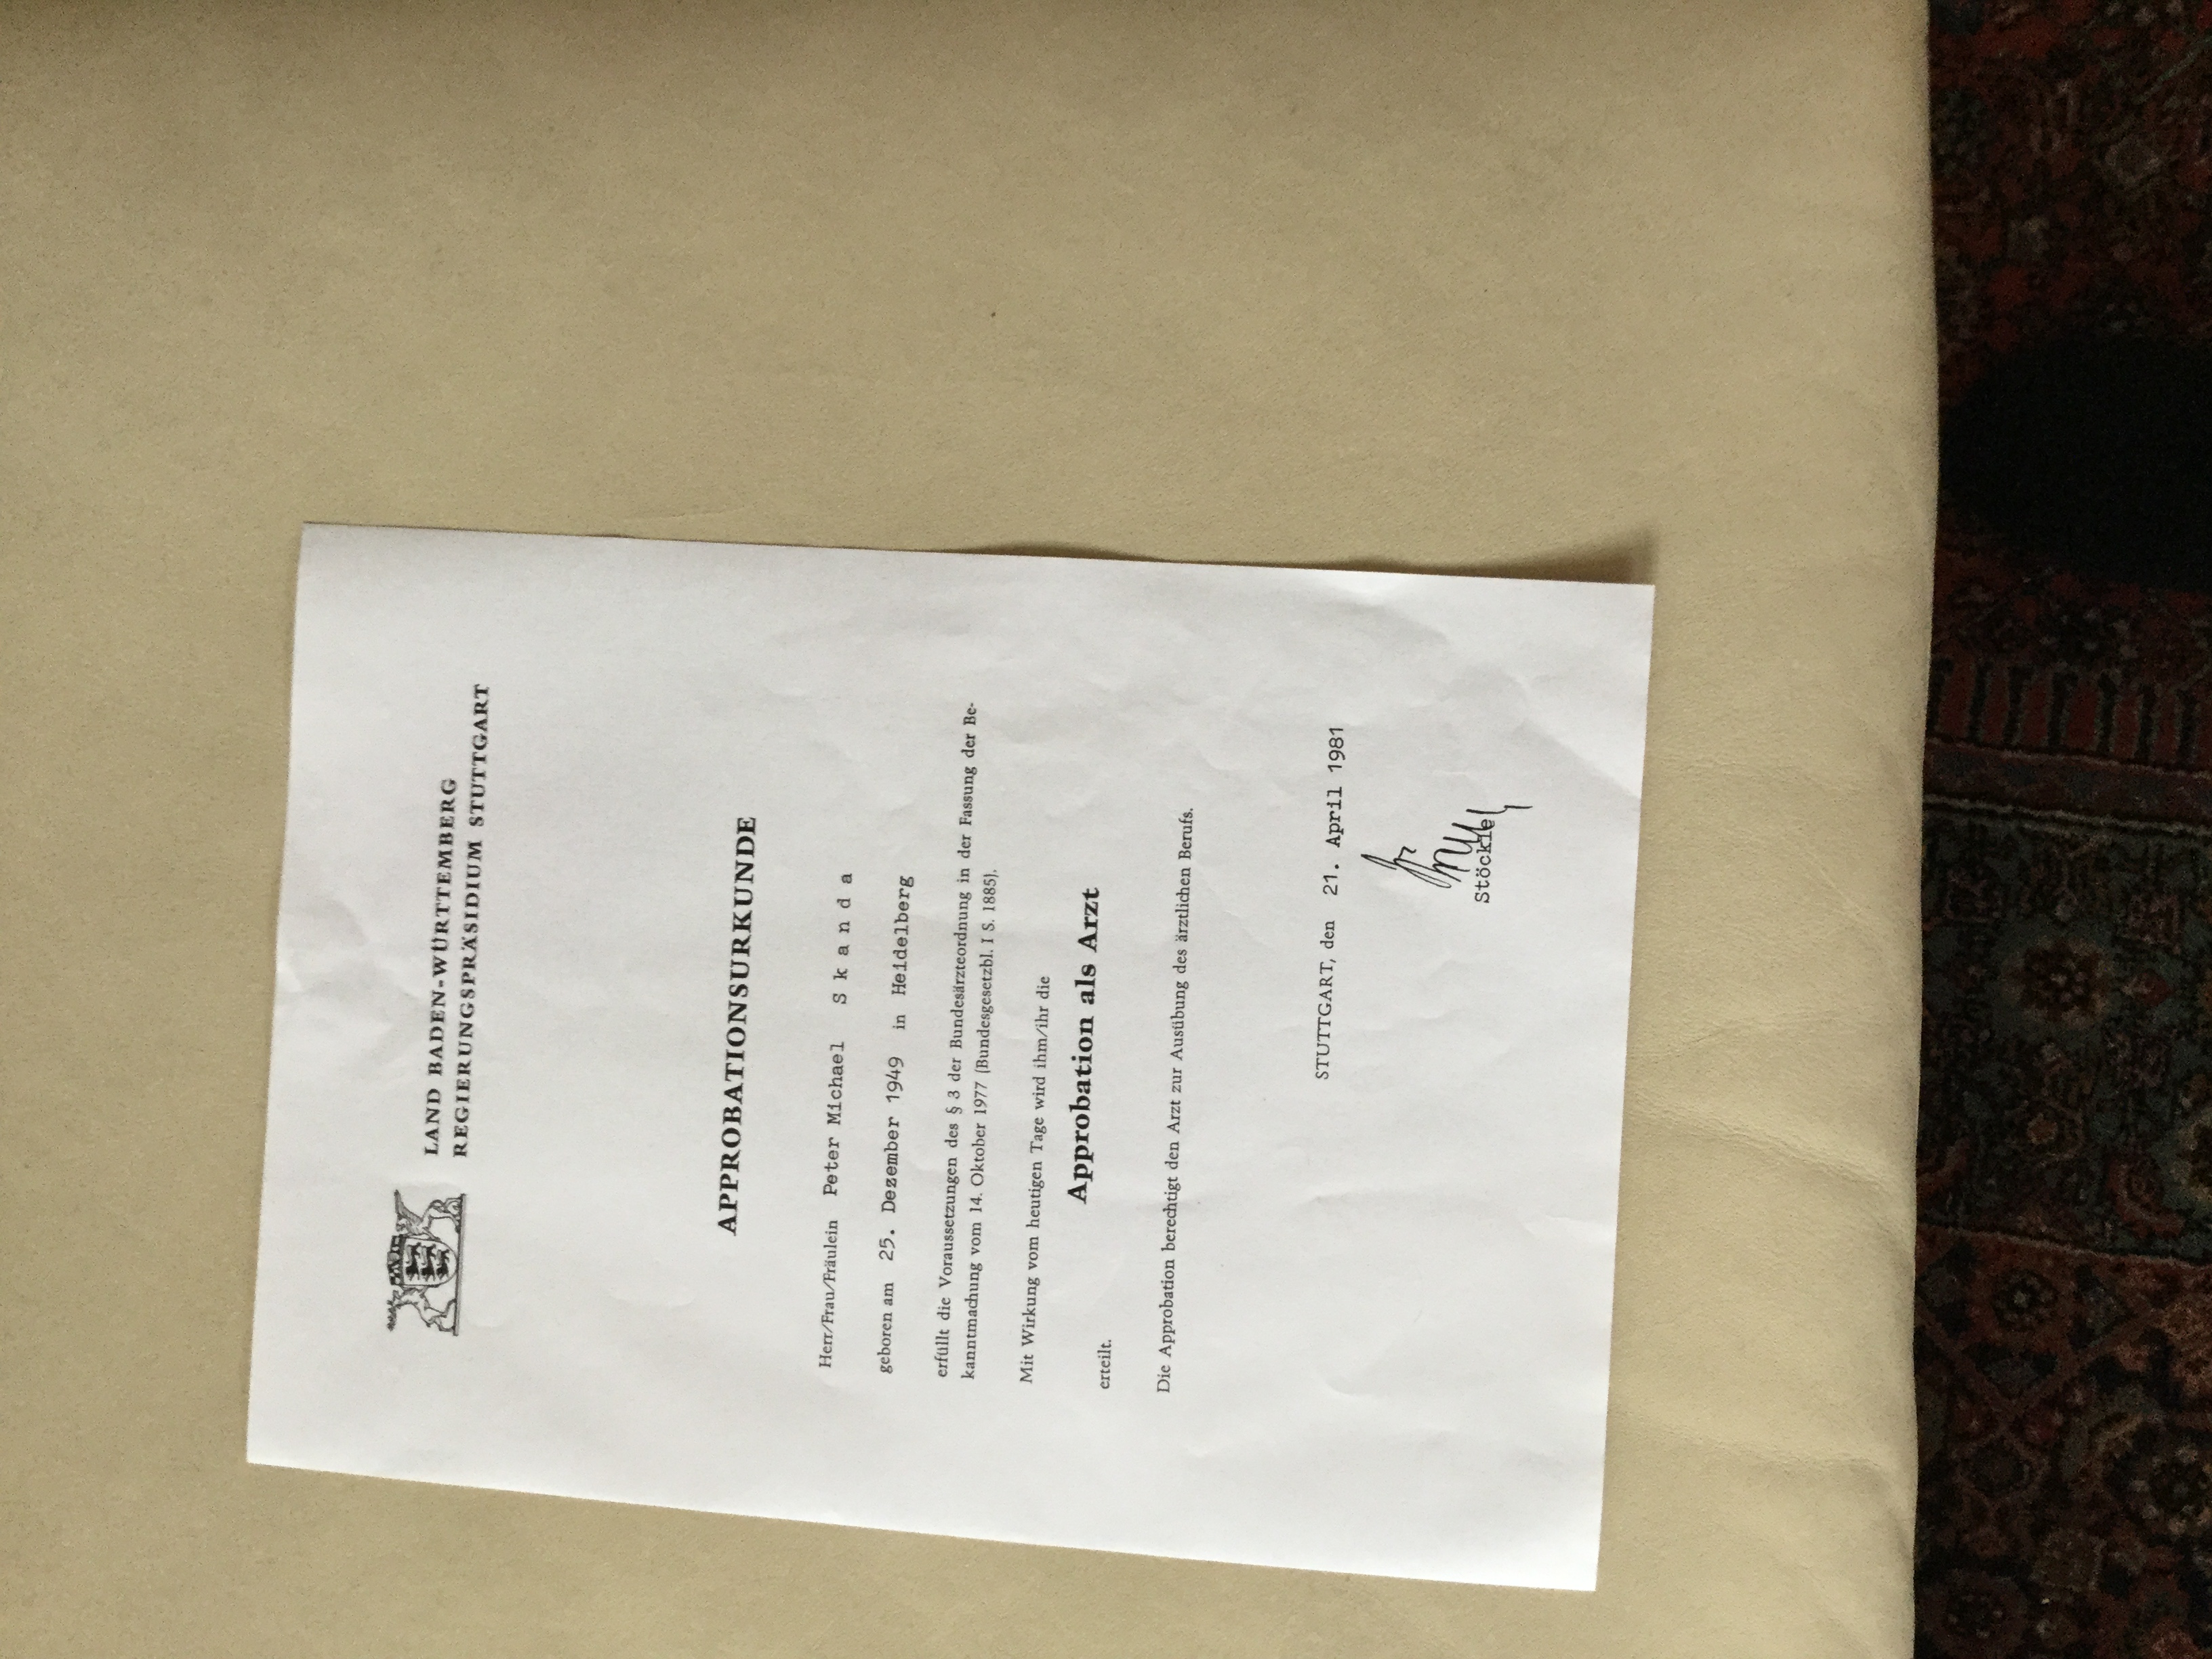 LAND BADEN-WÜRTTEMBERG
REGIERUNGSPRÄSIDIUM STUTTGART
APPROBATIONSURKUNDE
Herr/Frau/Fräulein Peter Michael S k a n d a
geboren am 25. Dezember 1949 in Heidelberg
erfüllt die Voraussetzungen des § 3 der Bundesärzteordnung in der Fassung der Be-
kanntmachung vom 14. Oktober 1977 (Bundesgesetzbl. I S. 1885).
Mit Wirkung vom heutigen Tage wird ihm/ihr die
Approbation als Arzt
erteilt.
Die Approbation berechtigt den Arzt zur Ausübung des ärztlichen Berufs.
STUTTGART, den 21. April 1981
Stöckle